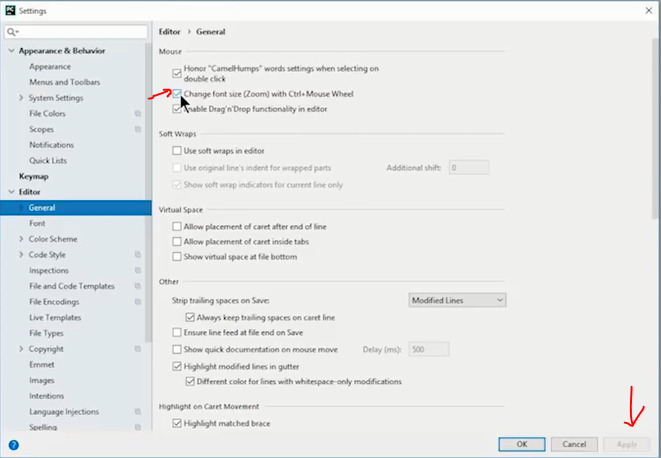 PC
Settings
Appearance & Behavior
Appearance
Menus and Toolbars
System Settings
File Colors
Scopes
Notifications
Quick Lists
Keymap
Editor
General
Font
Color Scheme
Code Style
Inspections
File and Code Templates
File Encodings
Live Templates
File Types
Copyright
Emmet
Images
Intentions
Language Injections
Spelling
?
Editor › General
Mouse
Honor "CamelHumps" words settings when selecting on
double click
Change font size (Zoom) with Ctrl+Mouse Wheel
Enable Drag'n'Drop functionality in editor
Soft Wraps
Use soft wraps in editor
Use original line's indent for wrapped parts
Additional shift: 0
Show soft wrap indicators for current line only
Virtual Space
Allow placement of caret after end of line
Allow placement of caret inside tabs
Show virtual space at file bottom
Other
Strip trailing spaces on Save: Modified Lines
Always keep trailing spaces on caret line
Ensure line feed at file end on Save
Show quick documentation on mouse move
Delay (ms): 500
Highlight modified lines in gutter
Different color for lines with whitespace-only modifications
Highlight on Caret Movement
Highlight matched brace
OK
Cancel
Apply